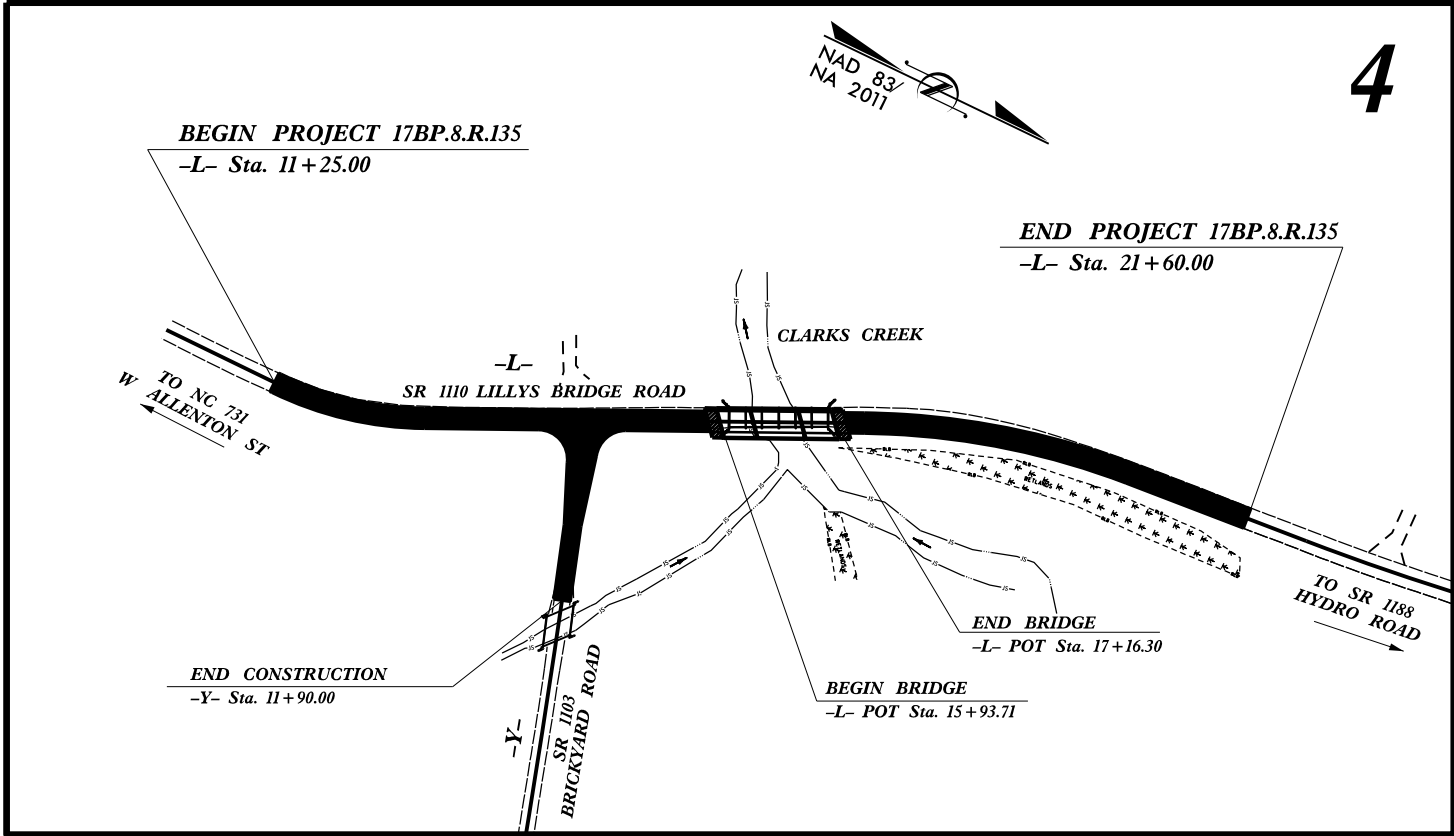 4
NAD 83/
NA 2011
BEGIN PROJECT 17BP.8.R.135
–L– Sta. 11+25.00
END PROJECT 17BP.8.R.135
–L– Sta. 21+60.00
CLARKS CREEK
–L–
SR 1110 LILLYS BRIDGE ROAD
TO NC 731
W ALLENTON ST
WETLANDS
TO SR 1188
HYDRO ROAD
END BRIDGE
–L– POT Sta. 17+16.30
END CONSTRUCTION
–Y– Sta. 11+90.00
BEGIN BRIDGE
–L– POT Sta. 15+93.71
–Y–
SR 1103
BRICKYARD ROAD